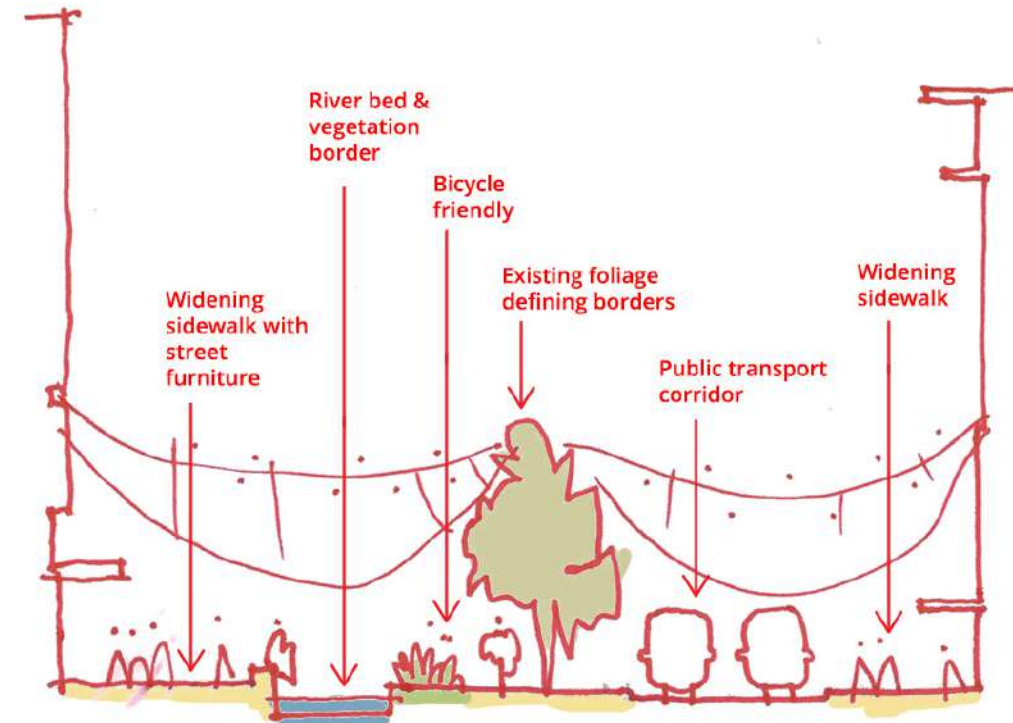 River bed &
vegetation
border
Bicycle
friendly
Existing foliage
defining borders
Widening
sidewalk
Widening
sidewalk with
street
furniture
Public transport
corridor